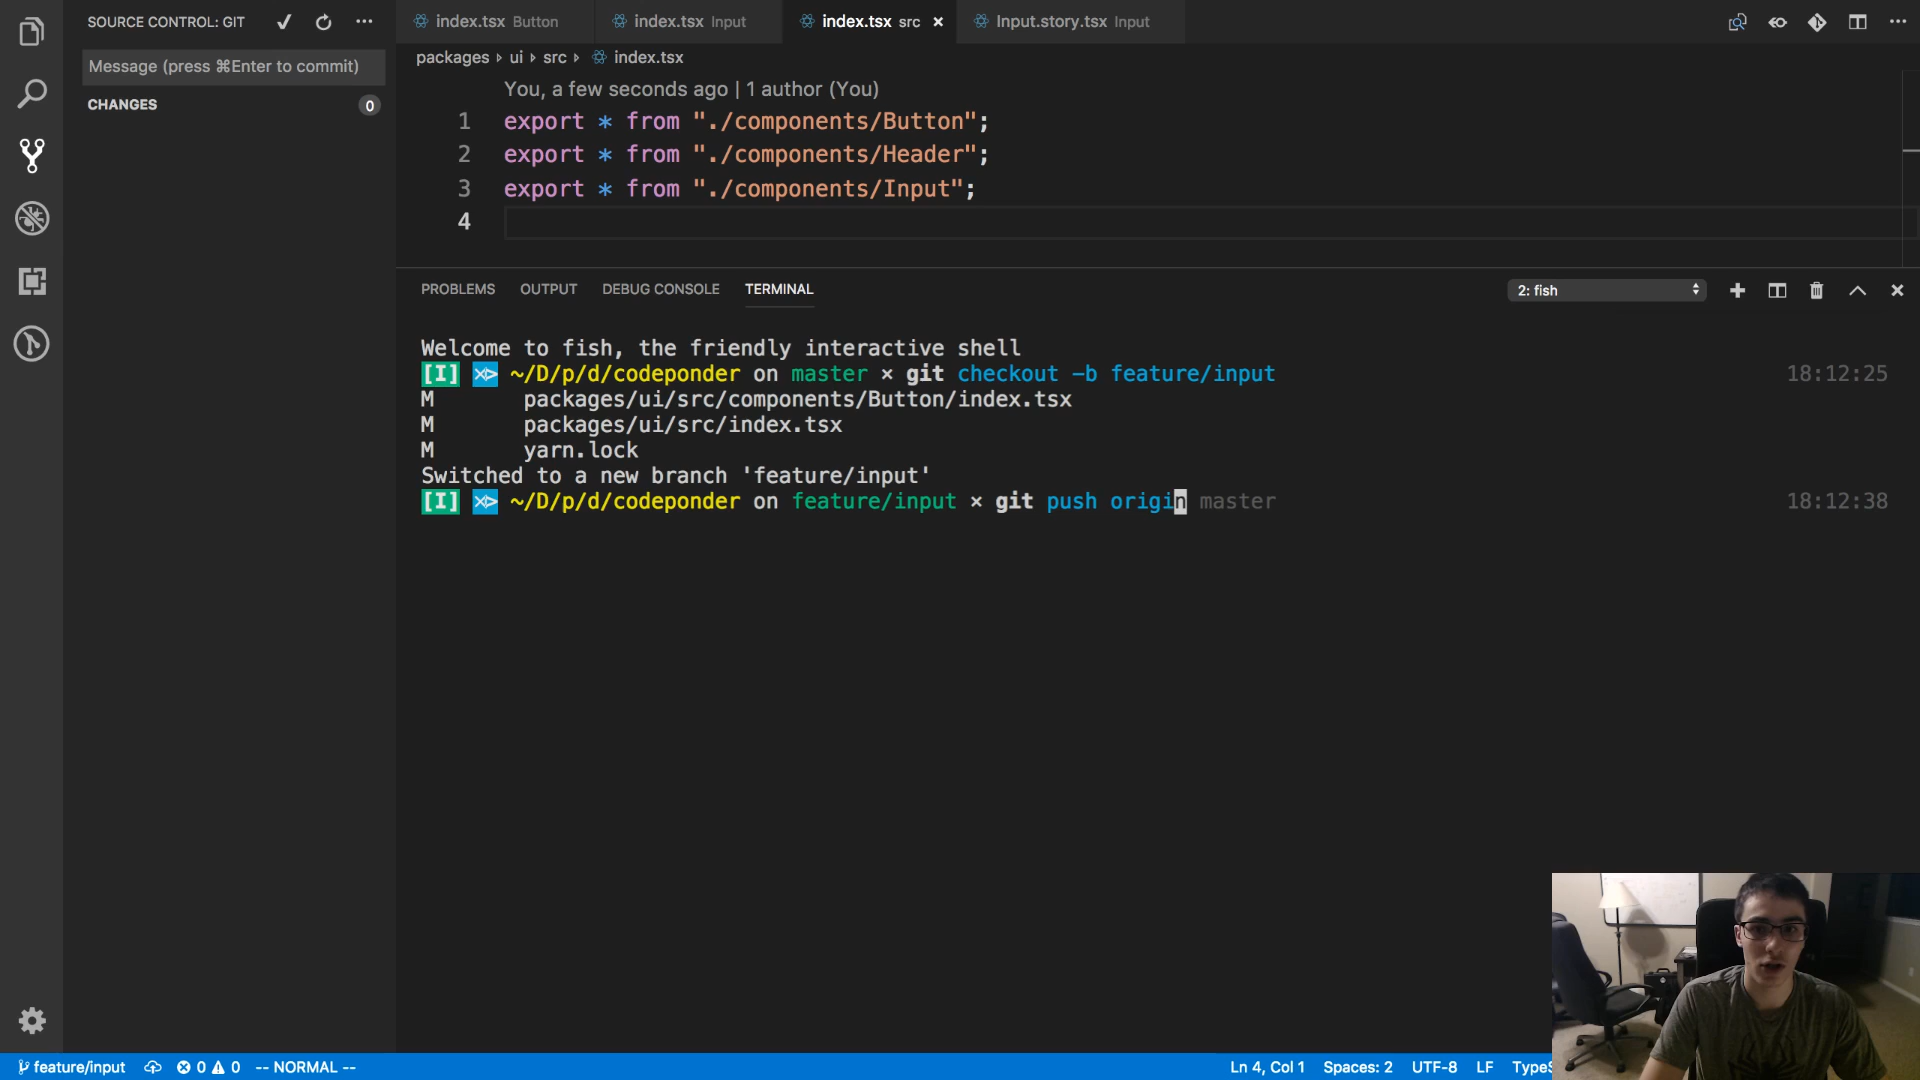 SOURCE CONTROL: GIT
Message (press ⌘Enter to commit)
CHANGES
0
index.tsx Button
index.tsx Input
index.tsx src
Input.story.tsx Input
packages ui src index.tsx
You, a few seconds ago | 1 author (You)
1 export * from "./components/Button";
2 export * from "./components/Header";
3 export * from "./components/Input";
4
PROBLEMS OUTPUT DEBUG CONSOLE TERMINAL
2: fish
Welcome to fish, the friendly interactive shell
[I] ~/D/p/d/codeponder on master × git checkout -b feature/input 18:12:25
M packages/ui/src/components/Button/index.tsx
M packages/ui/src/index.tsx
M yarn.lock
Switched to a new branch 'feature/input'
[I] ~/D/p/d/codeponder on feature/input × git push origin master 18:12:38
feature/input 0 0 -- NORMAL -- Ln 4, Col 1 Spaces: 2 UTF-8 LF TypeS